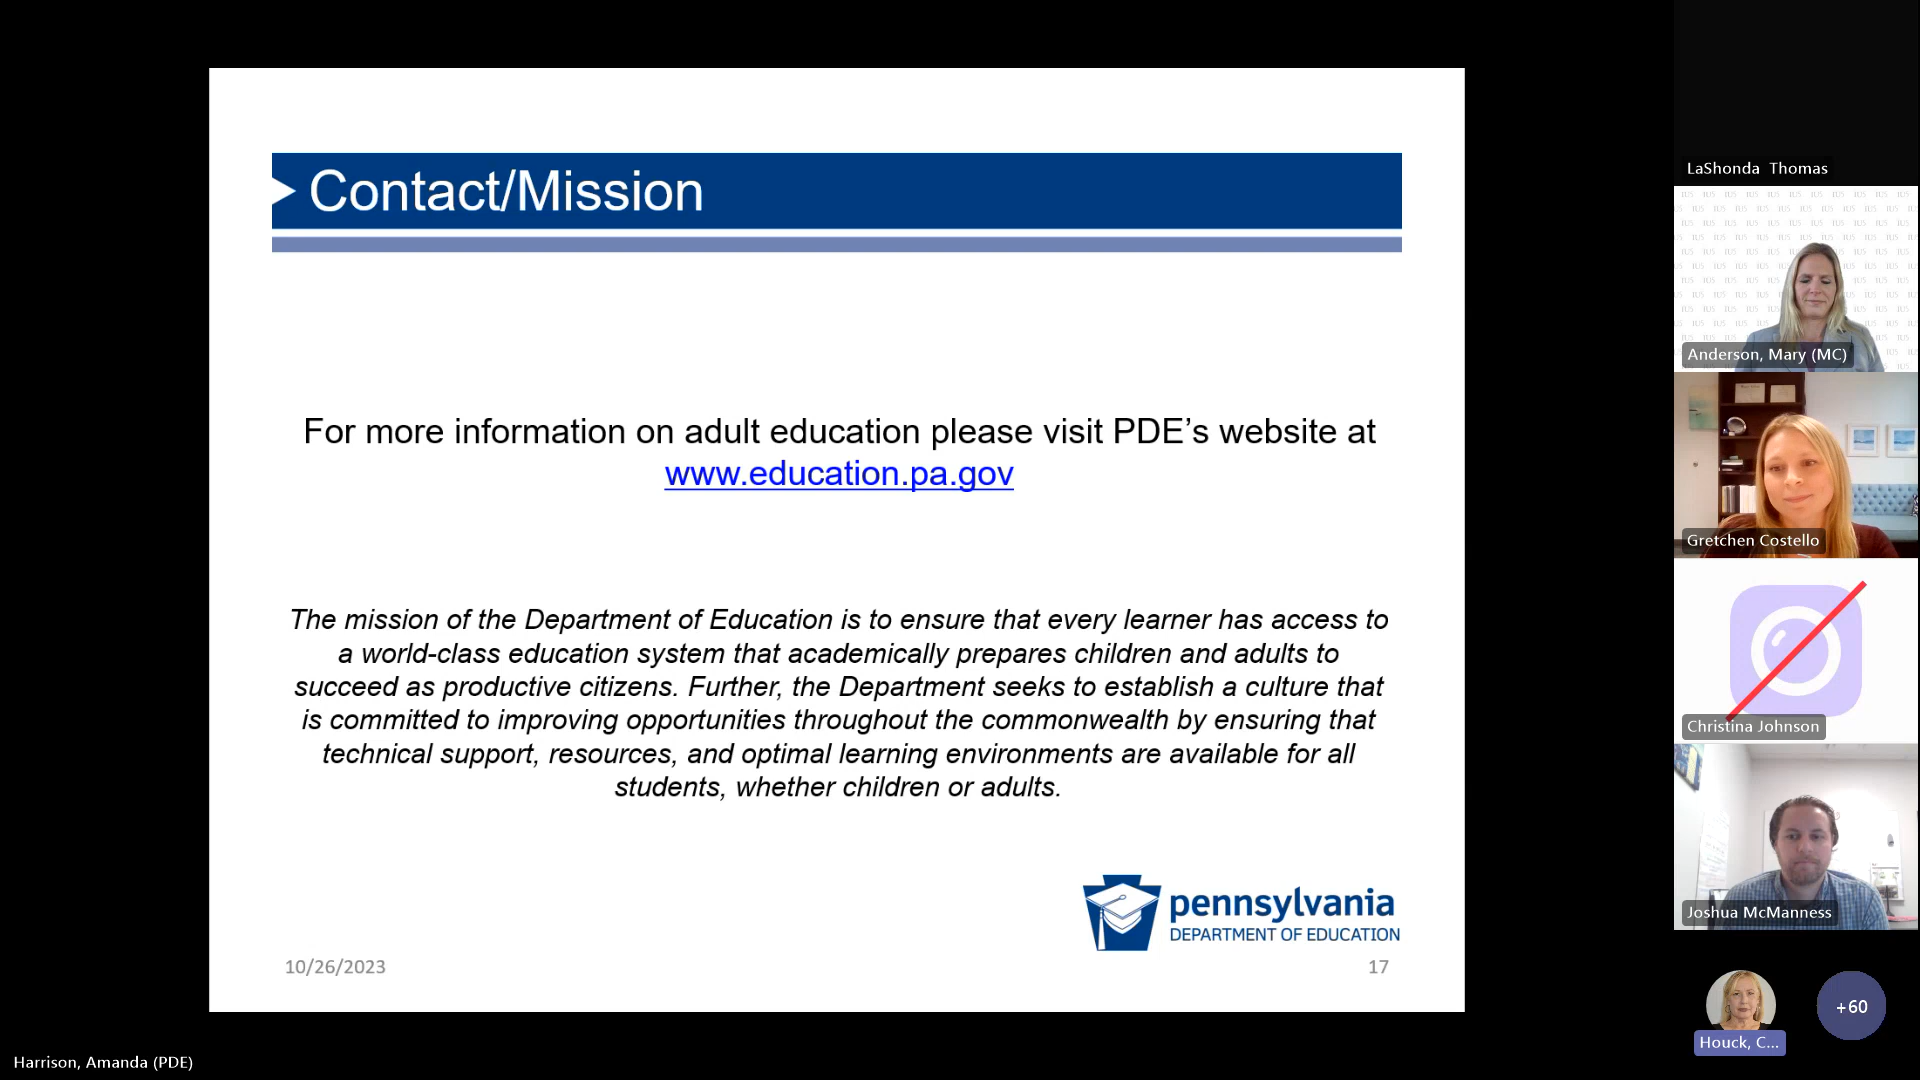 Contact/Mission
For more information on adult education please visit PDE’s website at
www.education.pa.gov
The mission of the Department of Education is to ensure that every learner has access to
a world-class education system that academically prepares children and adults to
succeed as productive citizens. Further, the Department seeks to establish a culture that
is committed to improving opportunities throughout the commonwealth by ensuring that
technical support, resources, and optimal learning environments are available for all
students, whether children or adults.
pennsylvania
DEPARTMENT OF EDUCATION
10/26/2023
17
Harrison, Amanda (PDE)
LaShonda Thomas
Anderson, Mary (MC)
Gretchen Costello
Christina Johnson
Joshua McManness
Houck, C...
+60